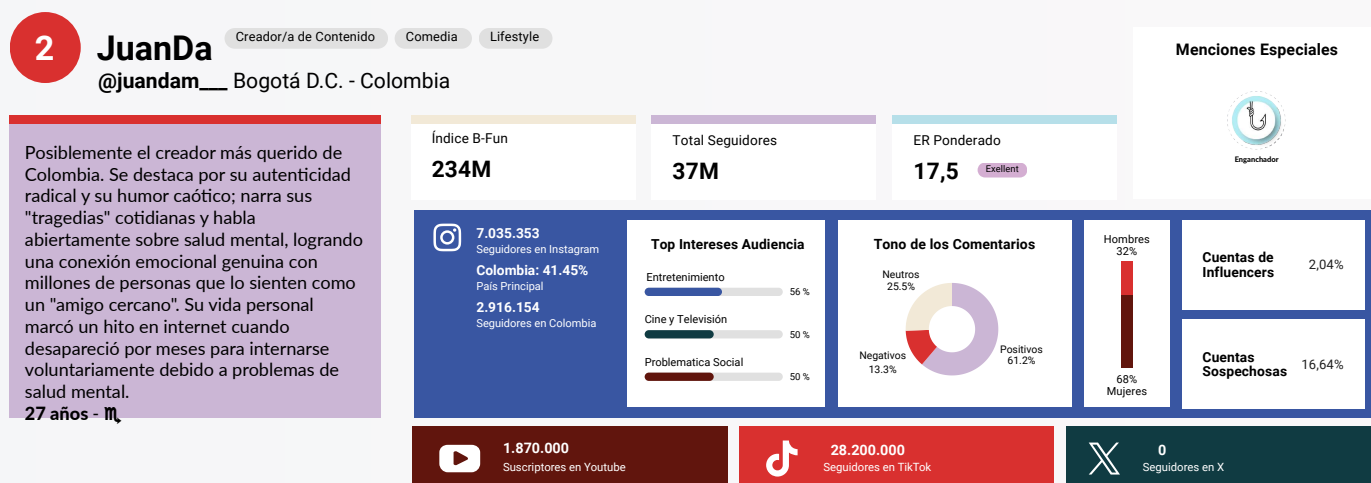 2
JuanDa
Creador/a de Contenido
Comedia
Lifestyle
@juandam___ Bogotá D.C. - Colombia
Menciones Especiales
Enganchador
Posiblemente el creador más querido de
Colombia. Se destaca por su autenticidad
radical y su humor caótico; narra sus
"tragedias" cotidianas y habla
abiertamente sobre salud mental, logrando
una conexión emocional genuina con
millones de personas que lo sienten como
un "amigo cercano". Su vida personal
marcó un hito en internet cuando
desapareció por meses para internarse
voluntariamente debido a problemas de
salud mental.
27 años - ♏
Índice B-Fun
234M
Total Seguidores
37M
ER Ponderado
17,5 Exellent
7.035.353
Seguidores en Instagram
Colombia: 41.45%
País Principal
2.916.154
Seguidores en Colombia
Top Intereses Audiencia
Entretenimiento
56 %
Cine y Televisión
50 %
Problematica Social
50 %
Tono de los Comentarios
Neutros
25.5%
Negativos
13.3%
Positivos
61.2%
Hombres
32%
68%
Mujeres
Cuentas de
Influencers
2,04%
Cuentas
Sospechosas
16,64%
1.870.000
Suscriptores en Youtube
28.200.000
Seguidores en TikTok
0
Seguidores en X